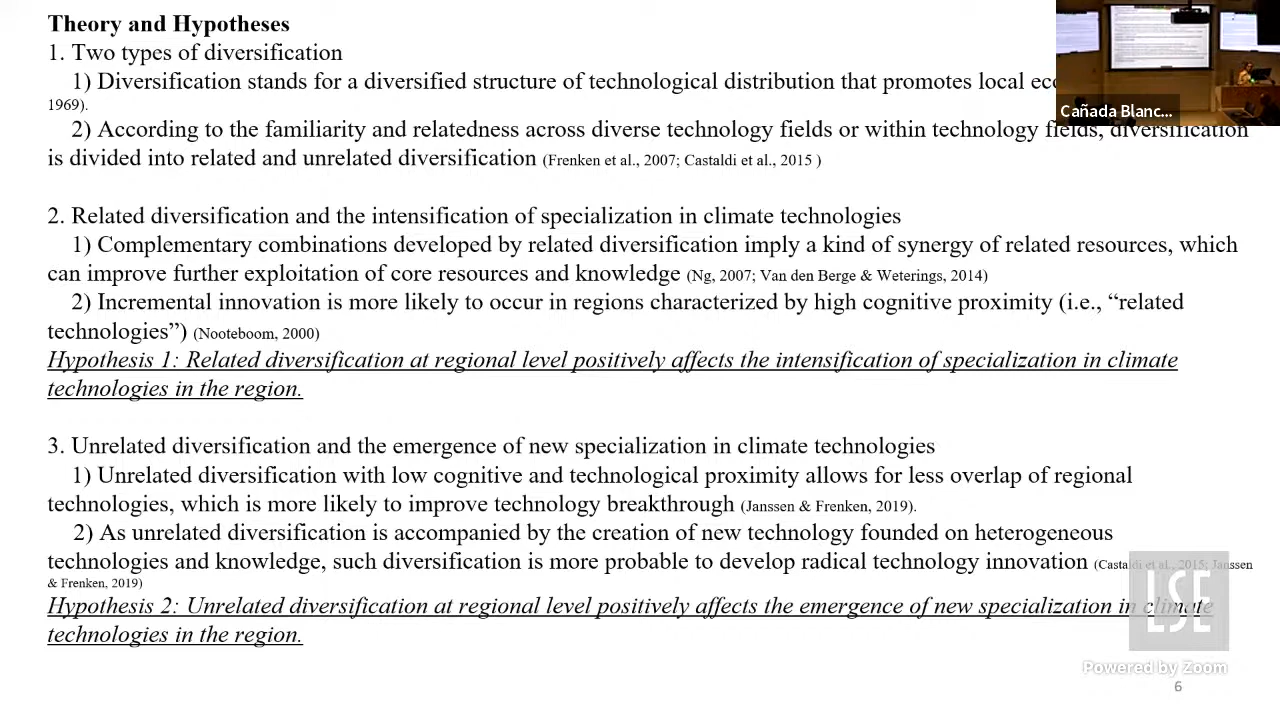 Theory and Hypotheses
1. Two types of diversification
1) Diversification stands for a diversified structure of technological distribution that promotes local
1969).
2) According to the familiarity and relatedness across diverse technology fields or within technology fields, diversification
is divided into related and unrelated diversification (Frenken et al., 2007; Castaldi et al., 2015 )
2. Related diversification and the intensification of specialization in climate technologies
1) Complementary combinations developed by related diversification imply a kind of synergy of related resources, which
can improve further exploitation of core resources and knowledge (Ng, 2007; Van den Berge & Weterings, 2014)
2) Incremental innovation is more likely to occur in regions characterized by high cognitive proximity (i.e., “related
technologies”) (Nooteboom, 2000)
Hypothesis 1: Related diversification at regional level positively affects the intensification of specialization in climate
technologies in the region.
3. Unrelated diversification and the emergence of new specialization in climate technologies
1) Unrelated diversification with low cognitive and technological proximity allows for less overlap of regional
technologies, which is more likely to improve technology breakthrough (Janssen & Frenken, 2019).
2) As unrelated diversification is accompanied by the creation of new technology founded on heterogeneous
technologies and knowledge, such diversification is more probable to develop radical technology innovation (Castaldi et al., 2015; Janssen
& Frenken, 2019)
Hypothesis 2: Unrelated diversification at regional level positively affects the emergence of new specialization in climate
technologies in the region.
Cañada Blanc...
LSE
Powered by Zoom
6